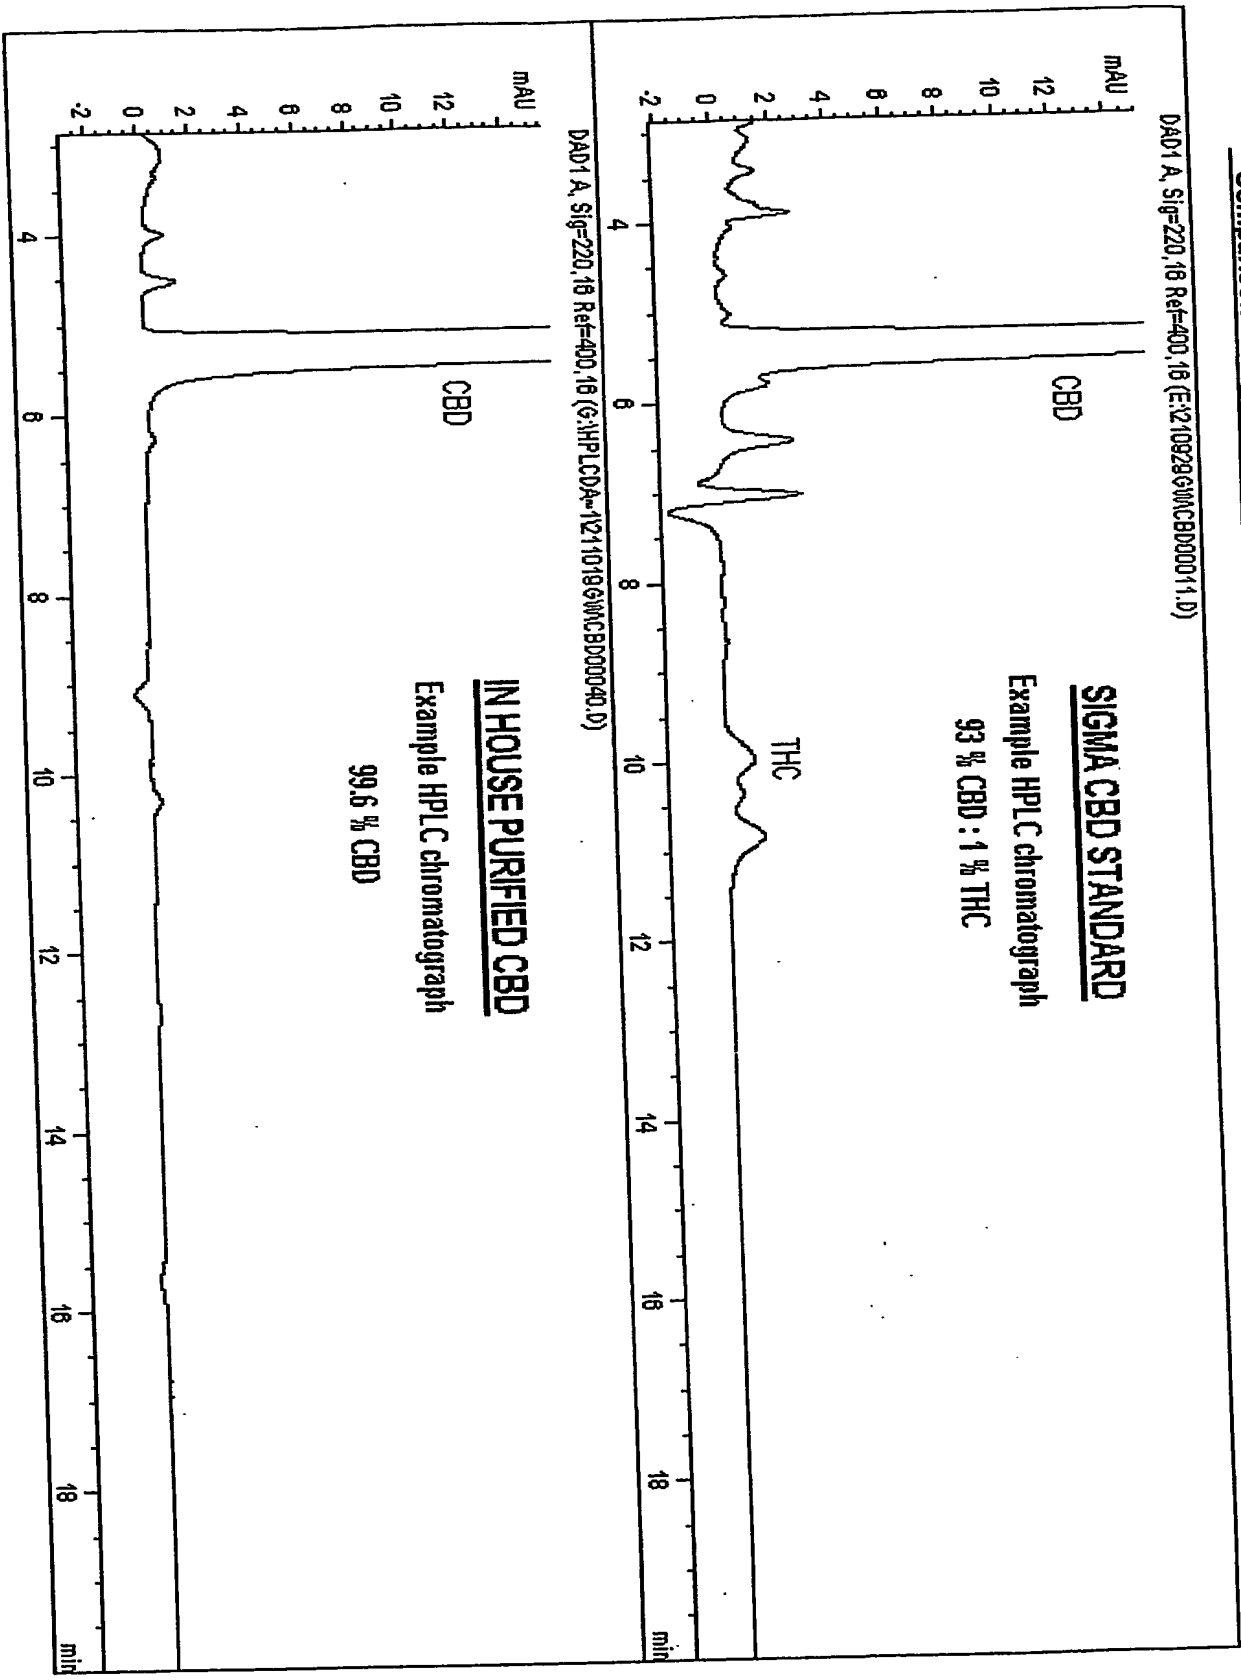 DAD1 A, Sig=220,16 Ref=400,16 (E:\210929GW\CBD00011.D)
mAU
12
10
8
6
4
2
0
-2
CBD
SIGMA CBD STANDARD
Example HPLC chromatograph
93 % CBD : 1 % THC
THC
4
6
8
10
12
14
16
18
min
DAD1 A, Sig=220,16 Ref=400,16 (G:\HPLCDA~1\211019GW\CBD00040.D)
mAU
12
10
8
6
4
2
0
-2
CBD
IN HOUSE PURIFIED CBD
Example HPLC chromatograph
99.6 % CBD
4
6
8
10
12
14
16
18
min